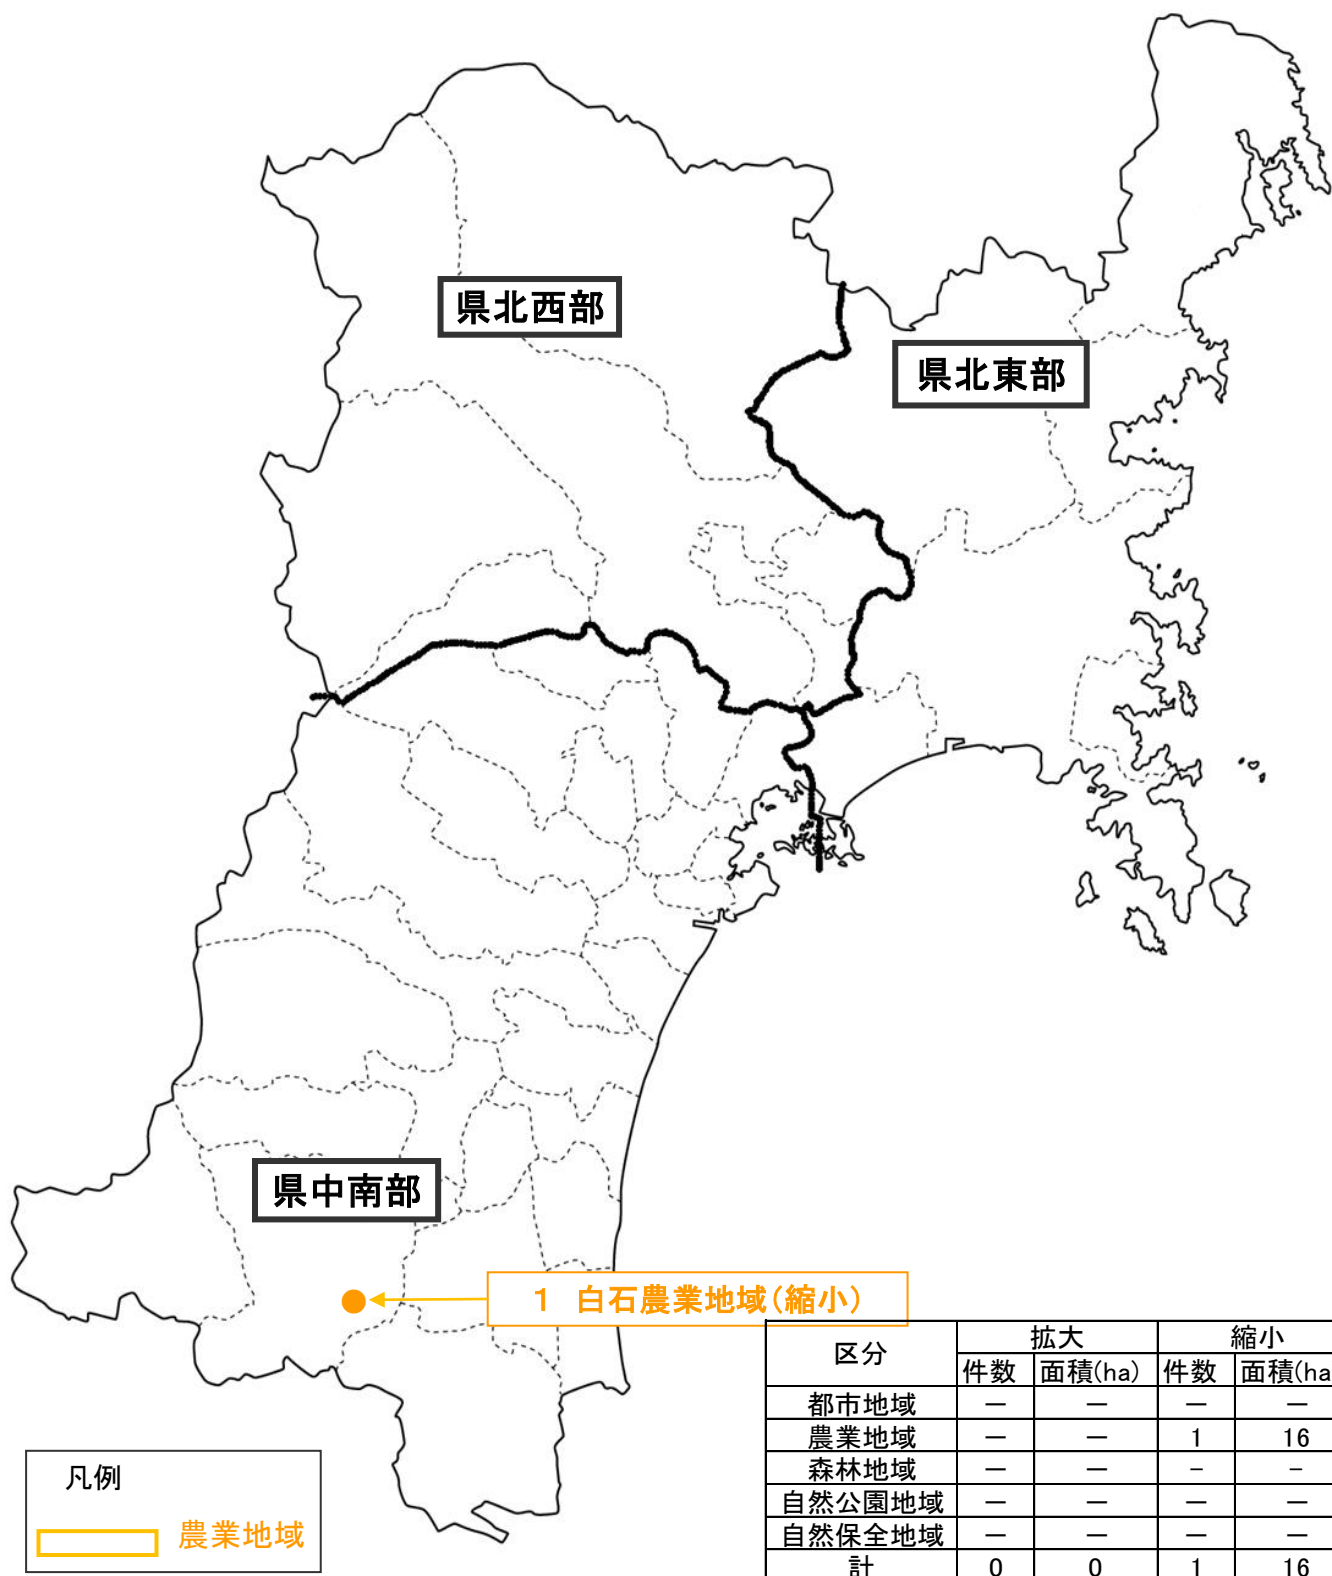 県北西部
県北東部
県中南部
1 白石農業地域(縮小)
区分 拡大 縮小
件数 面積(ha) 件数 面積(ha
都市地域 － － － －
農業地域 － － 1 16
森林地域 － － - -
自然公園地域 － － － －
自然保全地域 － － － －
計 0 0 1 16
凡例
農業地域